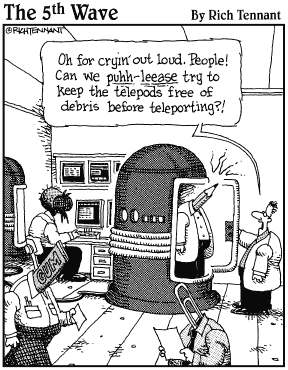 The 5th Wave
By Rich Tennant
©RICHTENNANT
Oh for cryin' out loud. People!
Can we puhh-leease try to
keep the telepods free of
debris before teleporting?!